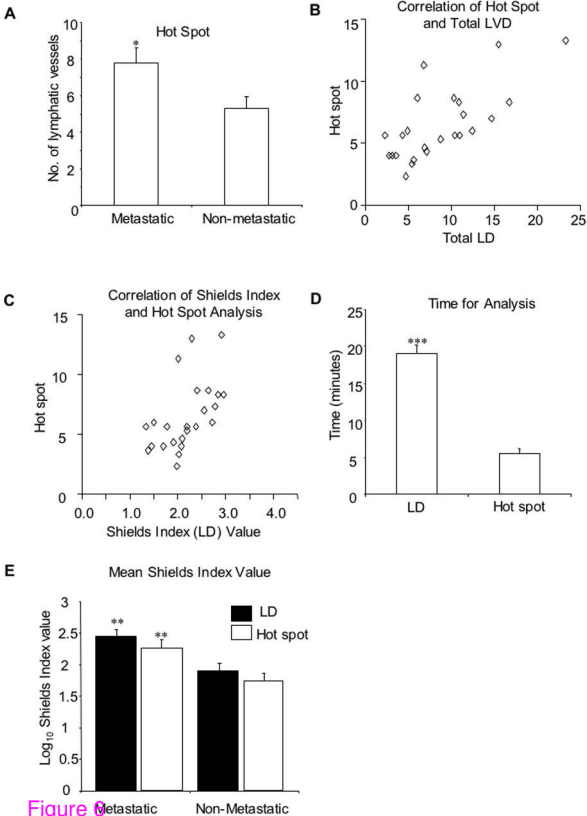 A
Hot Spot
No. of lymphatic vessels
10
8
6
4
2
0
*
Metastatic
Non-metastatic
B
Correlation of Hot Spot
and Total LVD
Hot spot
15
10
5
0
0 5 10 15 20 25
Total LD
C
Correlation of Shields Index
and Hot Spot Analysis
Hot spot
15
10
5
0
0.0 1.0 2.0 3.0 4.0
Shields Index (LD) Value
D
Time for Analysis
Time (minutes)
25
20
15
10
5
0
***
LD
Hot spot
E
Mean Shields Index Value
Log10 Shields Index value
3
2.5
2
1.5
1
0.5
0
**
**
LD
Hot spot
Metastatic
Non-Metastatic
Figure 6